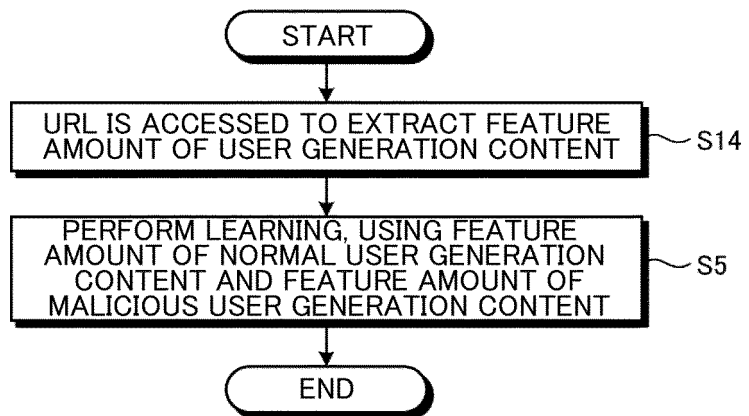 START
URL IS ACCESSED TO EXTRACT FEATURE
AMOUNT OF USER GENERATION CONTENT
S14
PERFORM LEARNING, USING FEATURE
AMOUNT OF NORMAL USER GENERATION
CONTENT AND FEATURE AMOUNT OF
MALICIOUS USER GENERATION CONTENT
S5
END